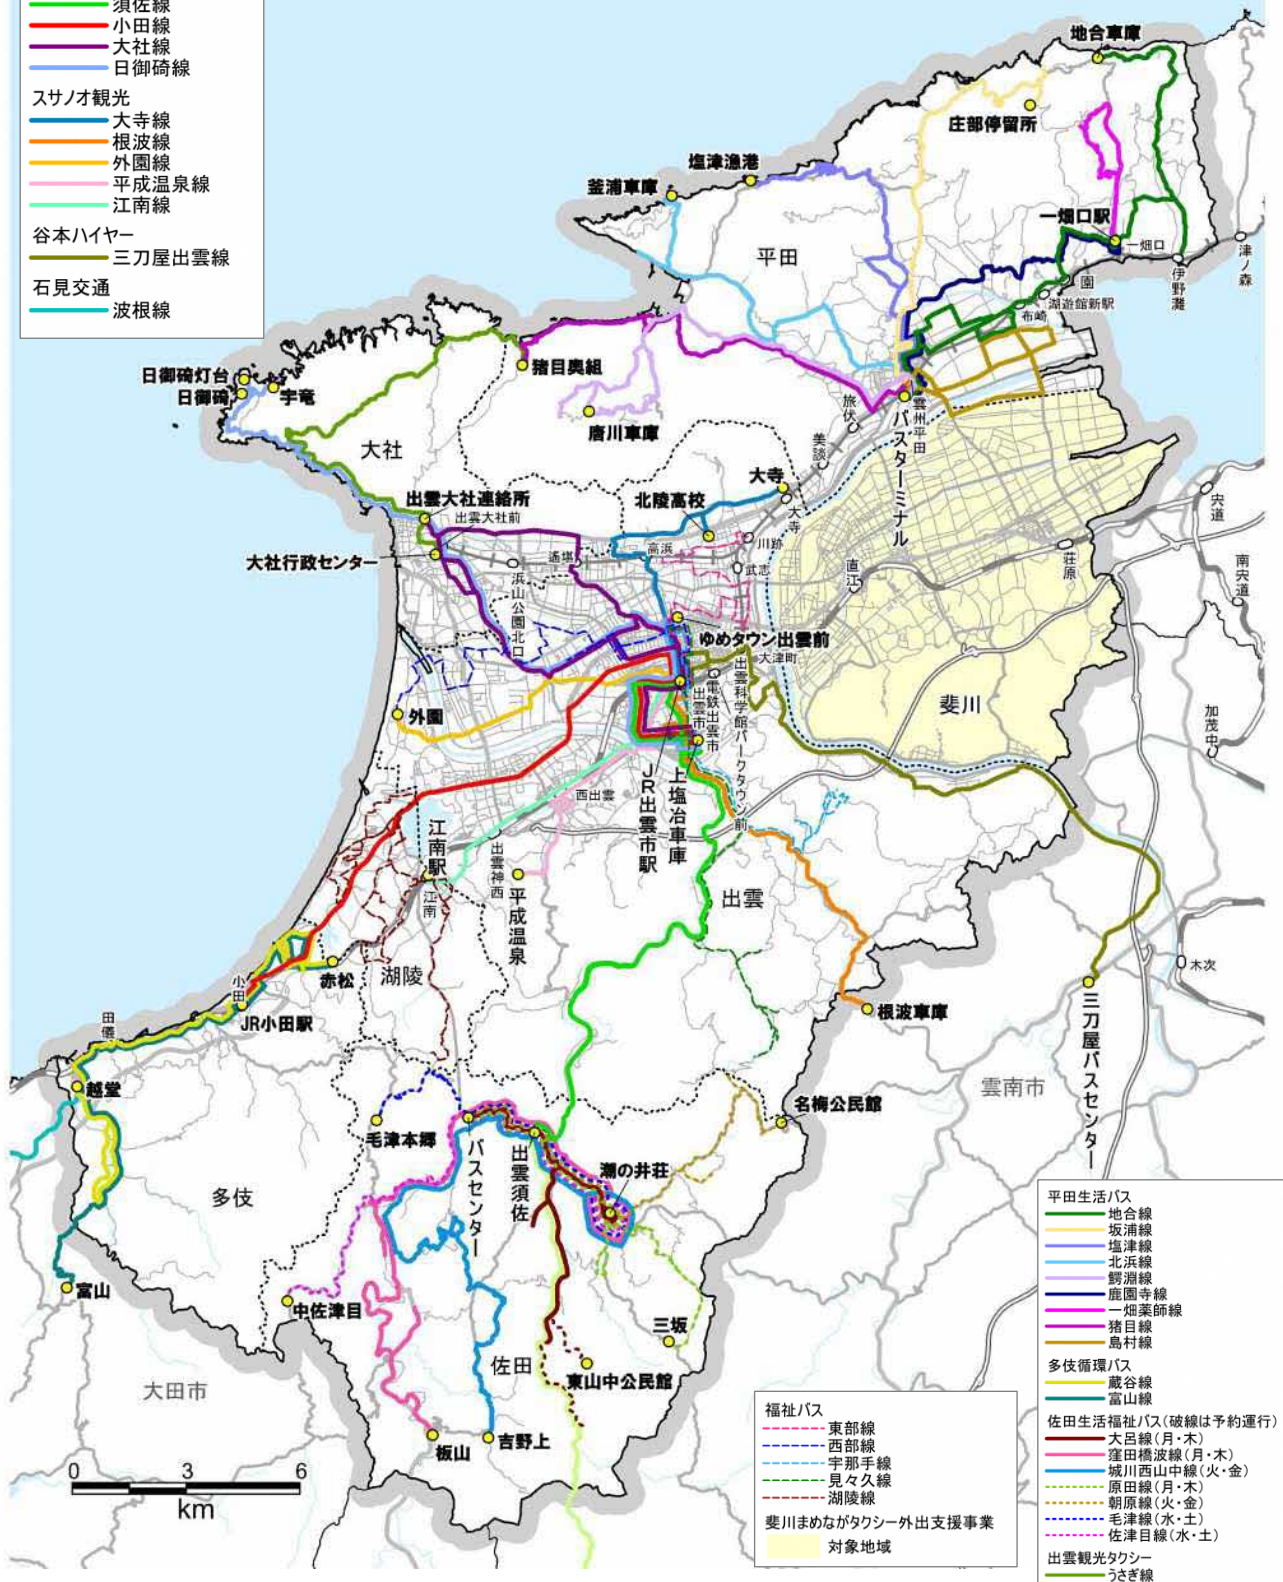 須佐線
小田線
大社線
日御碕線
スサノオ観光
大寺線
根波線
外園線
平成温泉線
江南線
谷本ハイヤー
三刀屋出雲線
石見交通
波根線
地合車庫
庄部停留所
塩津漁港
釜浦車庫
一畑口駅
一畑口
平田
津ノ森
伊野灘
園
湖遊館新駅
布崎
日御碕灯台
日御碕
宇竜
猪目奥組
唐川車庫
旅伏
雲州平田
バスターミナル
美談
大社
大寺
大寺
北陵高校
出雲大社連絡所
出雲大社前
大社行政センター
浜山公園北口
遙堪
高浜
川跡
武志
直江
荘原
宍道
南宍道
加茂中
ゆめタウン出雲前
大津町
出雲科学館パークタウン前
電鉄出雲市
出雲市
斐川
外園
西出雲
JR出雲市駅
上塩冶車庫
江南駅
江南
出雲神西
平成温泉
出雲
湖陵
赤松
小田
JR小田駅
田儀
越堂
根波車庫
木次
三刀屋バスセンター
雲南市
名梅公民館
毛津本郷
バスセンター
出雲須佐
潮の井荘
多伎
富山
中佐津目
三坂
佐田
東山中公民館
大田市
板山
吉野上
0 3 6
km
福祉バス
東部線
西部線
宇那手線
見々久線
湖陵線
斐川まめながタクシー外出支援事業
対象地域
平田生活バス
地合線
坂浦線
塩津線
北浜線
鰐淵線
鹿園寺線
一畑薬師線
猪目線
島村線
多伎循環バス
蔵谷線
富山線
佐田生活福祉バス(破線は予約運行)
大呂線(月・木)
窪田橋波線(月・木)
城川西山中線(火・金)
原田線(月・木)
朝原線(火・金)
毛津線(水・土)
佐津目線(水・土)
出雲観光タクシー
うさぎ線